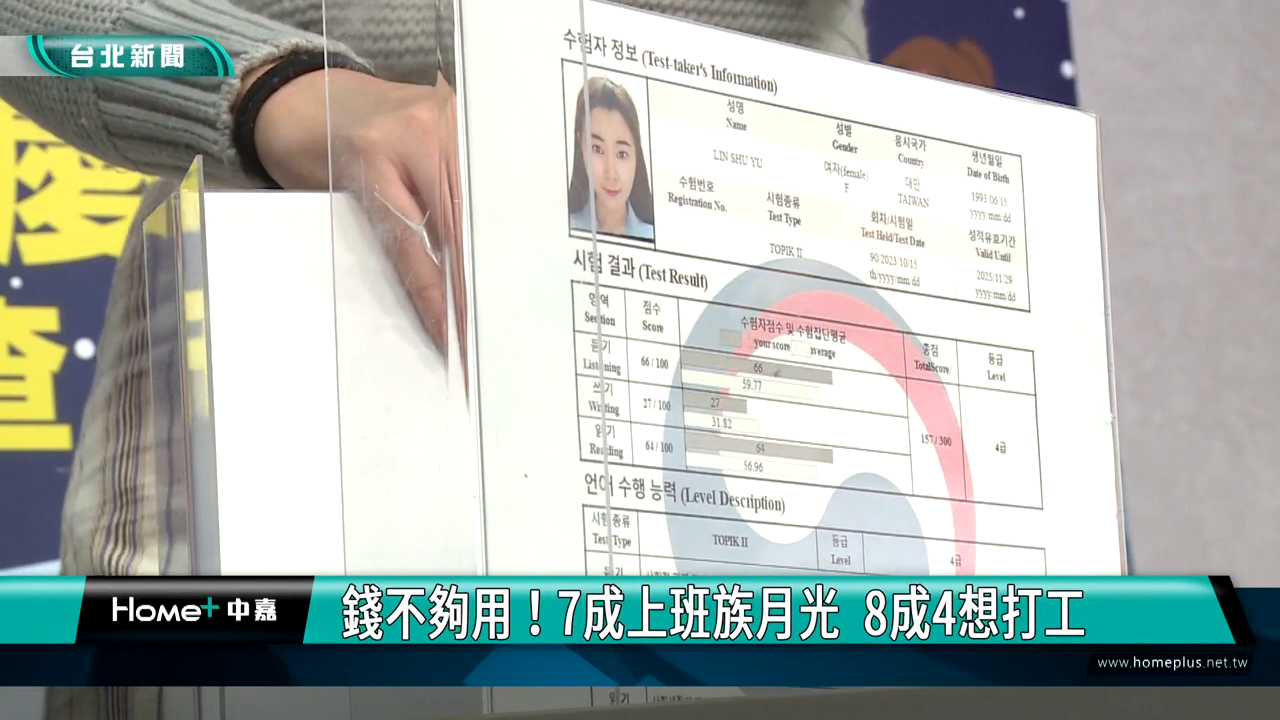 台北新聞
수험자 정보 (Test-taker's Information)
성명
Name
LIN SHU YU
성별
Gender
여자(female)
F
응시국가
Country
대만
TAIWAN
생년월일
Date of Birth
1993 06 15
yyyy mm dd
수험번호
Registration No.
시험종류
Test Type
TOPIK II
회차/시험일
Test Held/Test Date
90/2023 10/15
th/yyyy/mm/dd
성적유효기간
Valid Until
2025/11/29
yyyy/mm/dd
시험 결과 (Test Result)
영역
Section
점수
Score
수험자점수 및 수험집단평균
your score average
총점
TotalScore
등급
Level
듣기
Listening
66 / 100
66
59.77
쓰기
Writing
27 / 100
27
31.82
읽기
Reading
64 / 100
64
56.96
157 / 300
4급
언어 수행 능력 (Level Description)
시험종류
Test Type
TOPIK II
등급
Level
4급
錢不夠用！7成上班族月光 8成4想打工
Home+ 中嘉
www.homeplus.net.tw
查